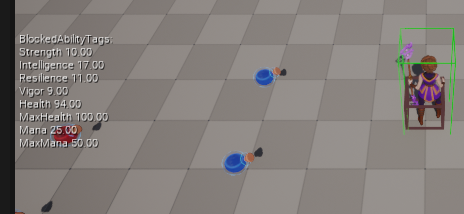 BlockedAbilityTags:
Strength 10.00
Intelligence 17.00
Resilience 11.00
Vigor 9.00
Health 94.00
MaxHealth 100.00
Mana 25.00
MaxMana 50.00